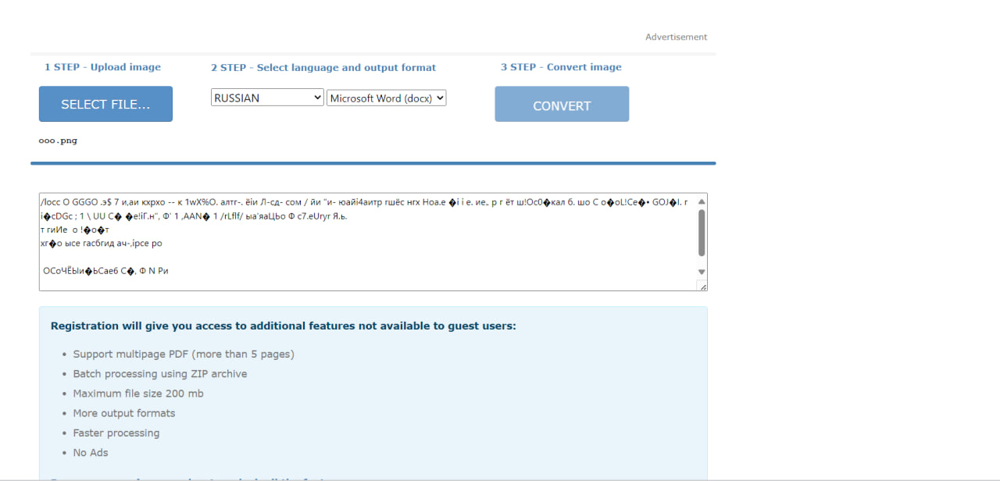 Advertisement
1 STEP - Upload image
2 STEP - Select language and output format
3 STEP - Convert image
SELECT FILE...
RUSSIAN
Microsoft Word (docx)
CONVERT
ooo.png
/locc О GGGO .э$ 7 и,аи кхрхо -- к 1wX%O. алтг-. ёіи Л-сд- сом / йи "и- юайі4аитр гшёс нгх Ноа.е �і і е. ие,, р г ёт ш!Ос0�кал б. шо С о�оL!Се�• GOJ�I. г
і�cDGc ; 1 \ UU С� �е!іГ.н", Ф' 1 ,AAN� 1 /rLflf/ ыа'яаЦЬо Ф с7.eUryr Я.ь.
т гиИе о !�о�т
хг�о ысе гасбгид ач-,ірсе ро
ОСоЧЁЫи�ЬСае6 С�, Ф N Ри
Registration will give you access to additional features not available to guest users:
• Support multipage PDF (more than 5 pages)
• Batch processing using ZIP archive
• Maximum file size 200 mb
• More output formats
• Faster processing
• No Ads